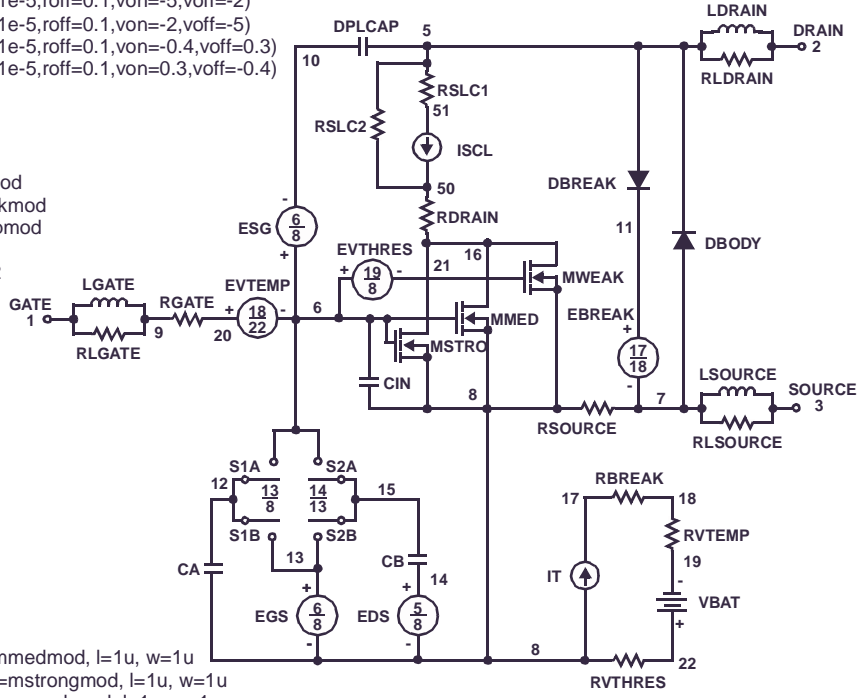 1e-5,roff=0.1,von=-5,voff=-2)
1e-5,roff=0.1,von=-2,voff=-5)
1e-5,roff=0.1,von=-0.4,voff=0.3)
1e-5,roff=0.1,von=0.3,voff=-0.4)
LDRAIN
DPLCAP
5
DRAIN
2
10
RLDRAIN
RSLC1
51
RSLC2
ISCL
od
kmod
omod
50
DBREAK
RDRAIN
-
ESG
6
8
+
11
DBODY
EVTHRES
+
19
8
-
16
21
MWEAK
LGATE
EVTEMP
GATE
1
RGATE
+
18
22
-
6
EBREAK
+
MMED
9
20
17
18
MSTRO
RLGATE
-
LSOURCE
CIN
8
7
SOURCE
3
RSOURCE
RLSOURCE
S1A
S2A
12
13
8
14
13
15
RBREAK
17
18
S1B
S2B
RVTEMP
13
CB
19
CA
14
IT
-
+
+
VBAT
EGS
6
8
EDS
5
8
+
-
-
8
22
mmedmod, l=1u, w=1u
=mstrongmod, l=1u, w=1u
RVTHRES